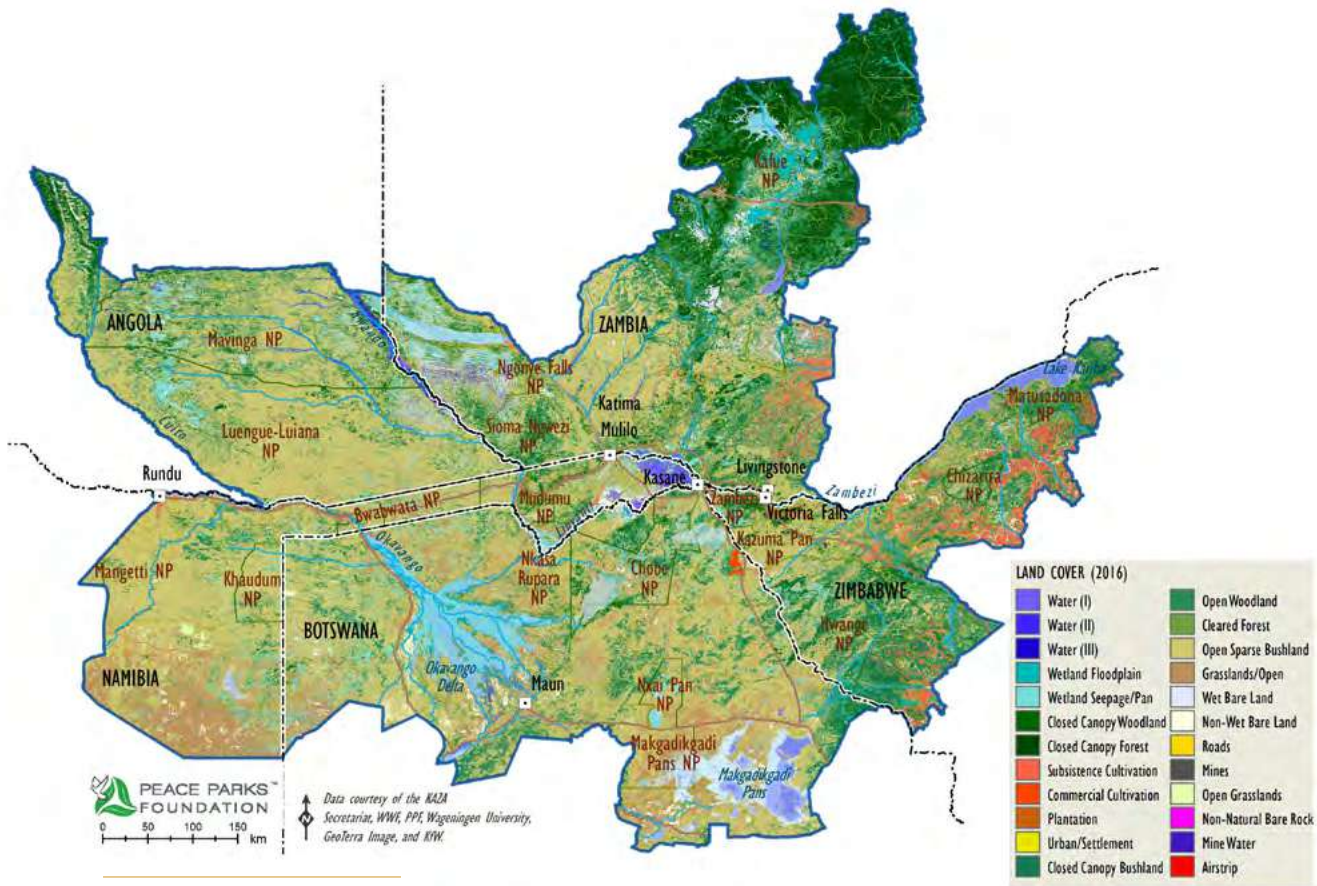 Kafue
NP
ANGOLA
Mavinga NP
Kwando
ZAMBIA
Ngonye Falls
NP
Lake Kariba
Matusadona
NP
Katima
Mulilo
Sioma Ngwezi
NP
Cuito
Luengue-Luiana
NP
Rundu
Kasane
Livingstone
Chizarira
NP
Zambezi
Bwabwata NP
Mudumu
NP
Linyanti
Zambezi
NP
Victoria Falls
Kazuma Pan
NP
Okavango
Nkasa
Rupara
NP
Chobe
NP
Mangetti NP
Khaudum
NP
ZIMBABWE
Hwange
NP
BOTSWANA
NAMIBIA
Okavango
Delta
Maun
Nxai Pan
NP
Makgadikgadi
Pans NP
Makgadikgadi
Pans
PEACE PARKS™
FOUNDATION
0 50 100 150
km
N
Data courtesy of the KAZA
Secretariat, WWF, PPF, Wageningen University,
GeoTerra Image, and KfW.
LAND COVER (2016)
Water (I)
Water (II)
Water (III)
Wetland Floodplain
Wetland Seepage/Pan
Closed Canopy Woodland
Closed Canopy Forest
Subsistence Cultivation
Commercial Cultivation
Plantation
Urban/Settlement
Closed Canopy Bushland
Open Woodland
Cleared Forest
Open Sparse Bushland
Grasslands/Open
Wet Bare Land
Non-Wet Bare Land
Roads
Mines
Open Grasslands
Non-Natural Bare Rock
Mine Water
Airstrip